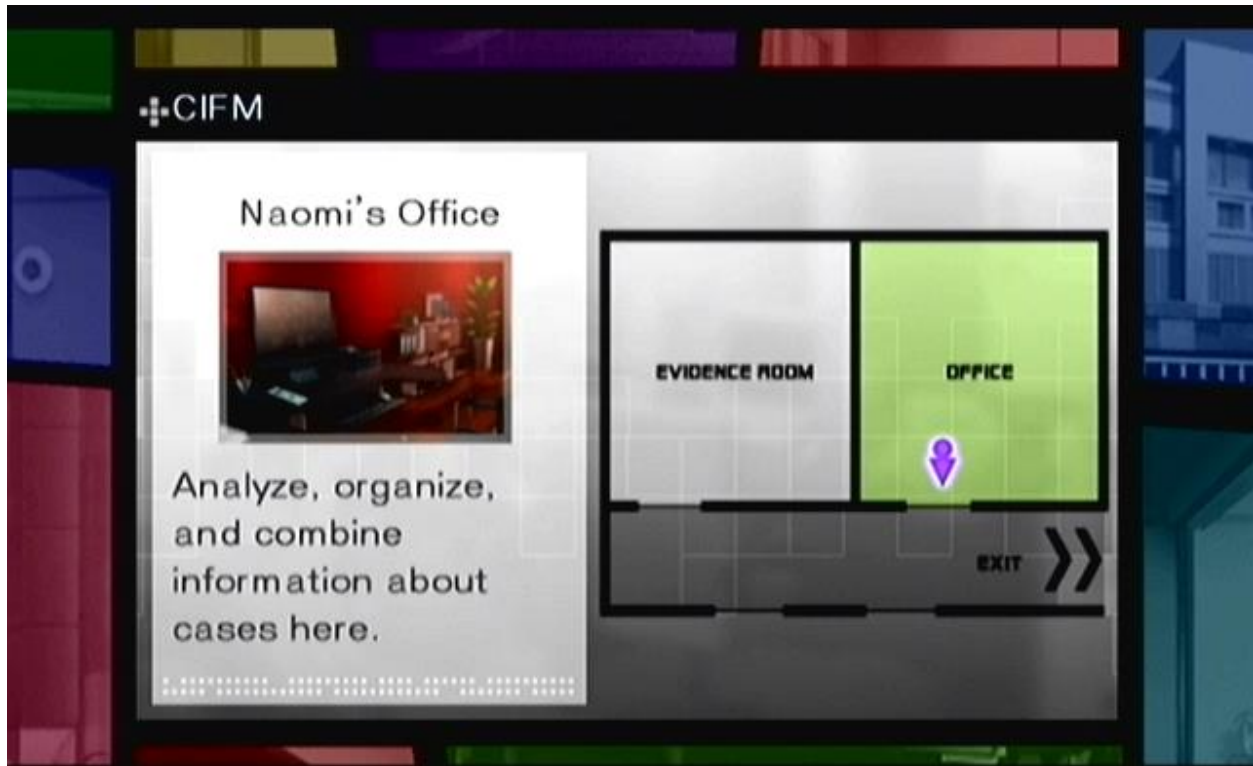 CIFM
Naomi's Office
Analyze, organize,
and combine
information about
cases here.
EVIDENCE ROOM
OFFICE
EXIT